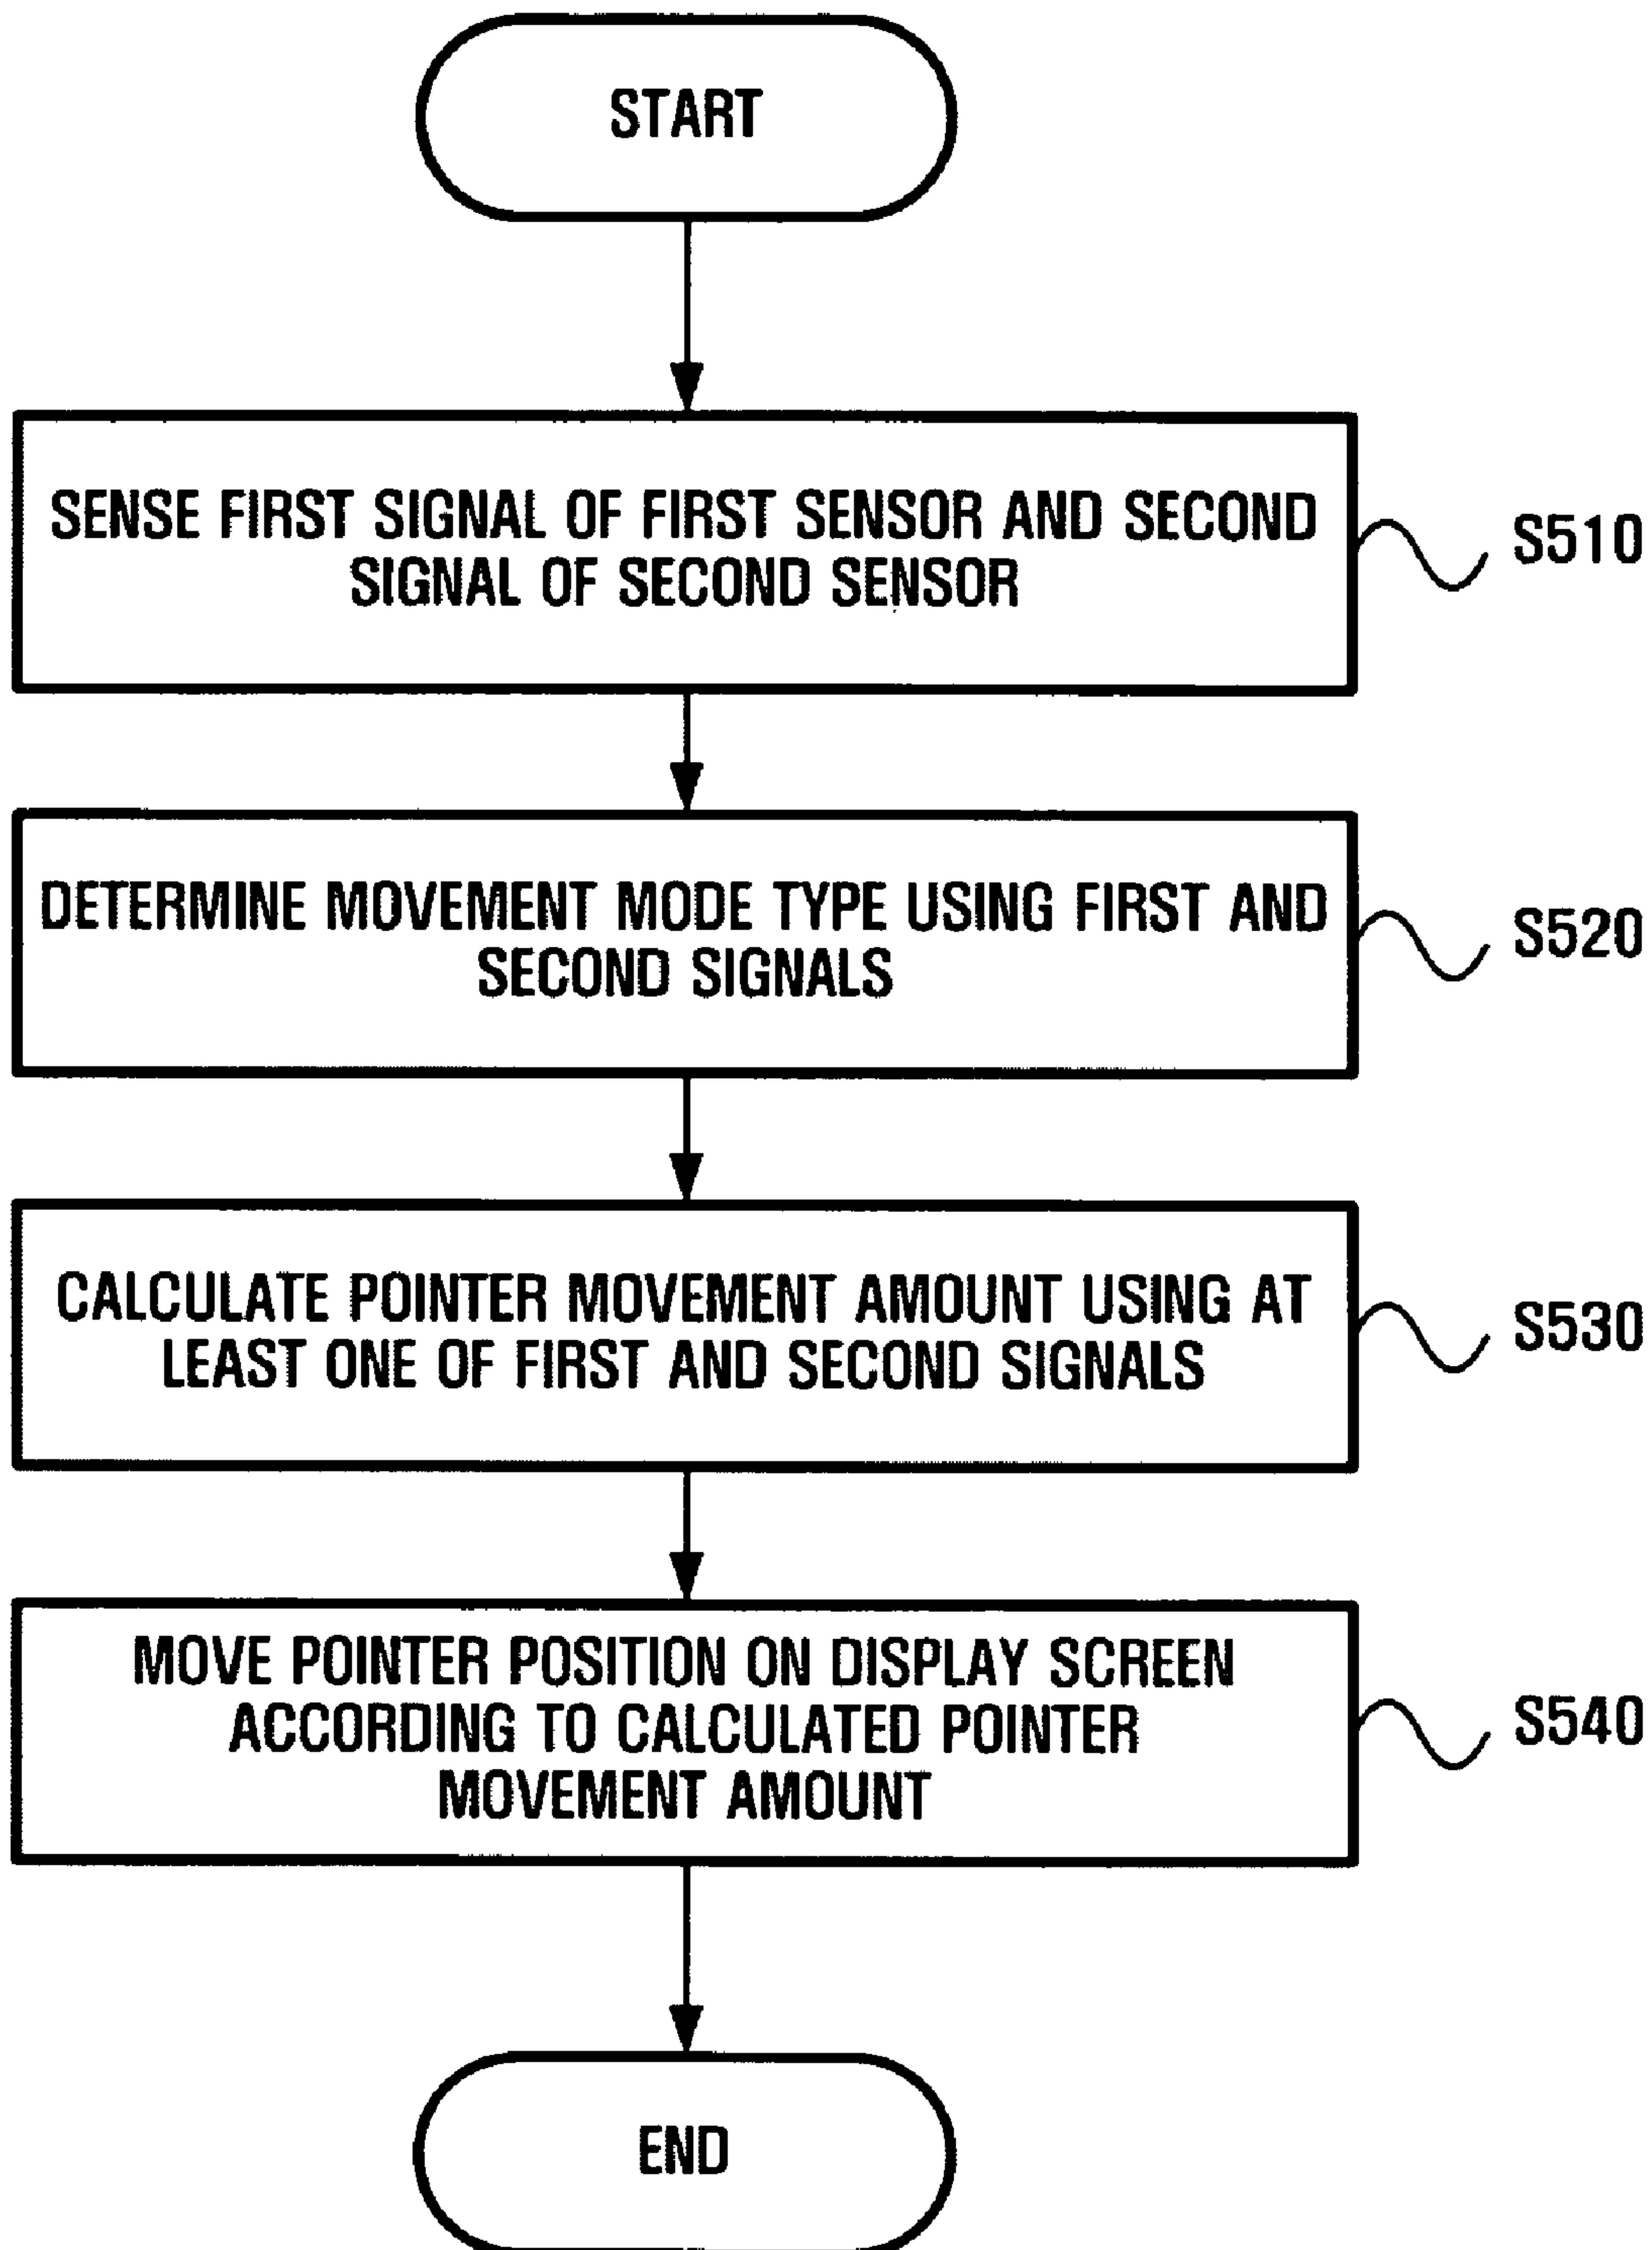 START
SENSE FIRST SIGNAL OF FIRST SENSOR AND SECOND
SIGNAL OF SECOND SENSOR
S510
DETERMINE MOVEMENT MODE TYPE USING FIRST AND
SECOND SIGNALS
S520
CALCULATE POINTER MOVEMENT AMOUNT USING AT
LEAST ONE OF FIRST AND SECOND SIGNALS
S530
MOVE POINTER POSITION ON DISPLAY SCREEN
ACCORDING TO CALCULATED POINTER
MOVEMENT AMOUNT
S540
END